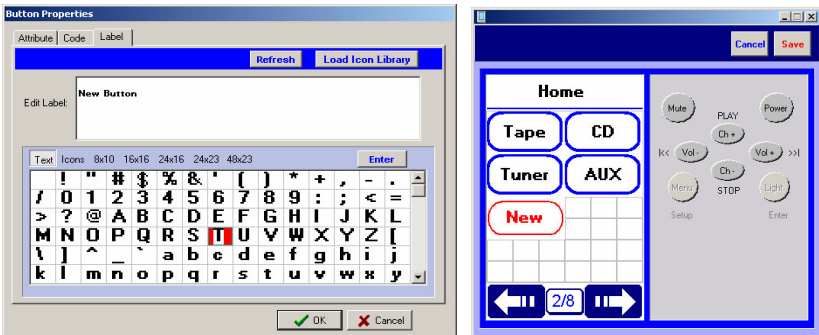 Button Properties
Attribute Code Label
Refresh Load Icon Library
Edit Label: New Button
Text Icons 8x10 16x16 24x16 24x23 48x23 Enter
! " # $ % & ' ( ) * + , - .
/ 0 1 2 3 4 5 6 7 8 9 : ; < =
> ? @ A B C D E F G H I J K L
M N O P Q R S T U V W X Y Z [
\ ] ^ _ ` a b c d e f g h i j
k l m n o p q r s t u v w x y
OK Cancel
Cancel Save
Home
Tape CD
Tuner AUX
New
2/8
Mute Power
PLAY
Ch +
|<< Vol - Vol + >>|
Ch -
Menu STOP Light
Setup Enter